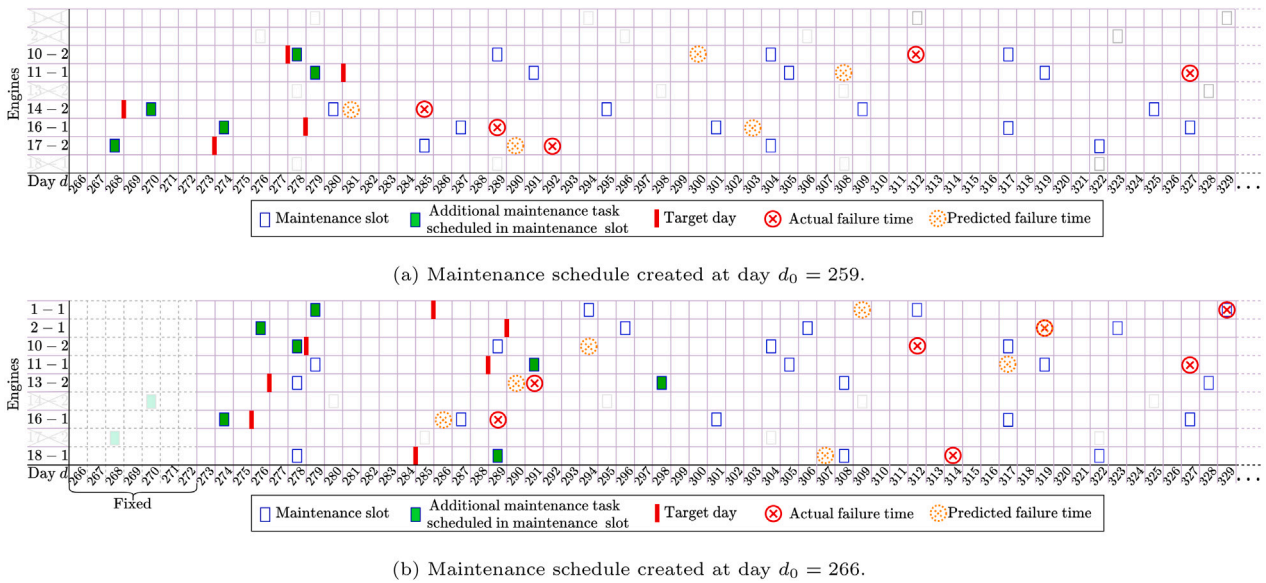 Engines
10 − 2
11 − 1
14 − 2
16 − 1
17 − 2
Day d 266 267 268 269 270 271 272 273 274 275 276 277 278 279 280 281 282 283 284 285 286 287 288 289 290 291 292 293 294 295 296 297 298 299 300 301 302 303 304 305 306 307 308 309 310 311 312 313 314 315 316 317 318 319 320 321 322 323 324 325 326 327 328 329 ...
Maintenance slot
Additional maintenance task
scheduled in maintenance slot
Target day
Actual failure time
Predicted failure time
(a) Maintenance schedule created at day d₀ = 259.
Engines
1 − 1
2 − 1
10 − 2
11 − 1
13 − 2
16 − 1
18 − 1
Day d 266 267 268 269 270 271 272 273 274 275 276 277 278 279 280 281 282 283 284 285 286 287 288 289 290 291 292 293 294 295 296 297 298 299 300 301 302 303 304 305 306 307 308 309 310 311 312 313 314 315 316 317 318 319 320 321 322 323 324 325 326 327 328 329 ...
Fixed
Maintenance slot
Additional maintenance task
scheduled in maintenance slot
Target day
Actual failure time
Predicted failure time
(b) Maintenance schedule created at day d₀ = 266.